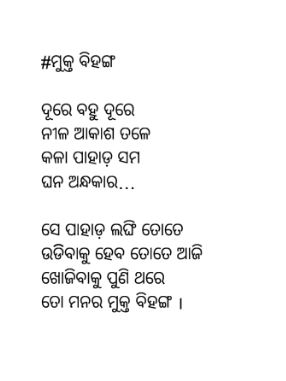 #ମୁକ୍ତ ବିହଙ୍ଗ
ଦୂରେ ବହୁ ଦୂରେ
ନୀଳ ଆକାଶ ତଳେ
କଳା ପାହାଡ଼ ସମ
ଘନ ଅନ୍ଧକାର...
ସେ ପାହାଡ଼ ଲଙ୍ଘି ତୋତେ
ଉଡିବାକୁ ହେବ ତୋତେ ଆଜି
ଖୋଜିବାକୁ ପୁଣି ଥରେ
ତୋ ମନର ମୁକ୍ତ ବିହଙ୍ଗ ।